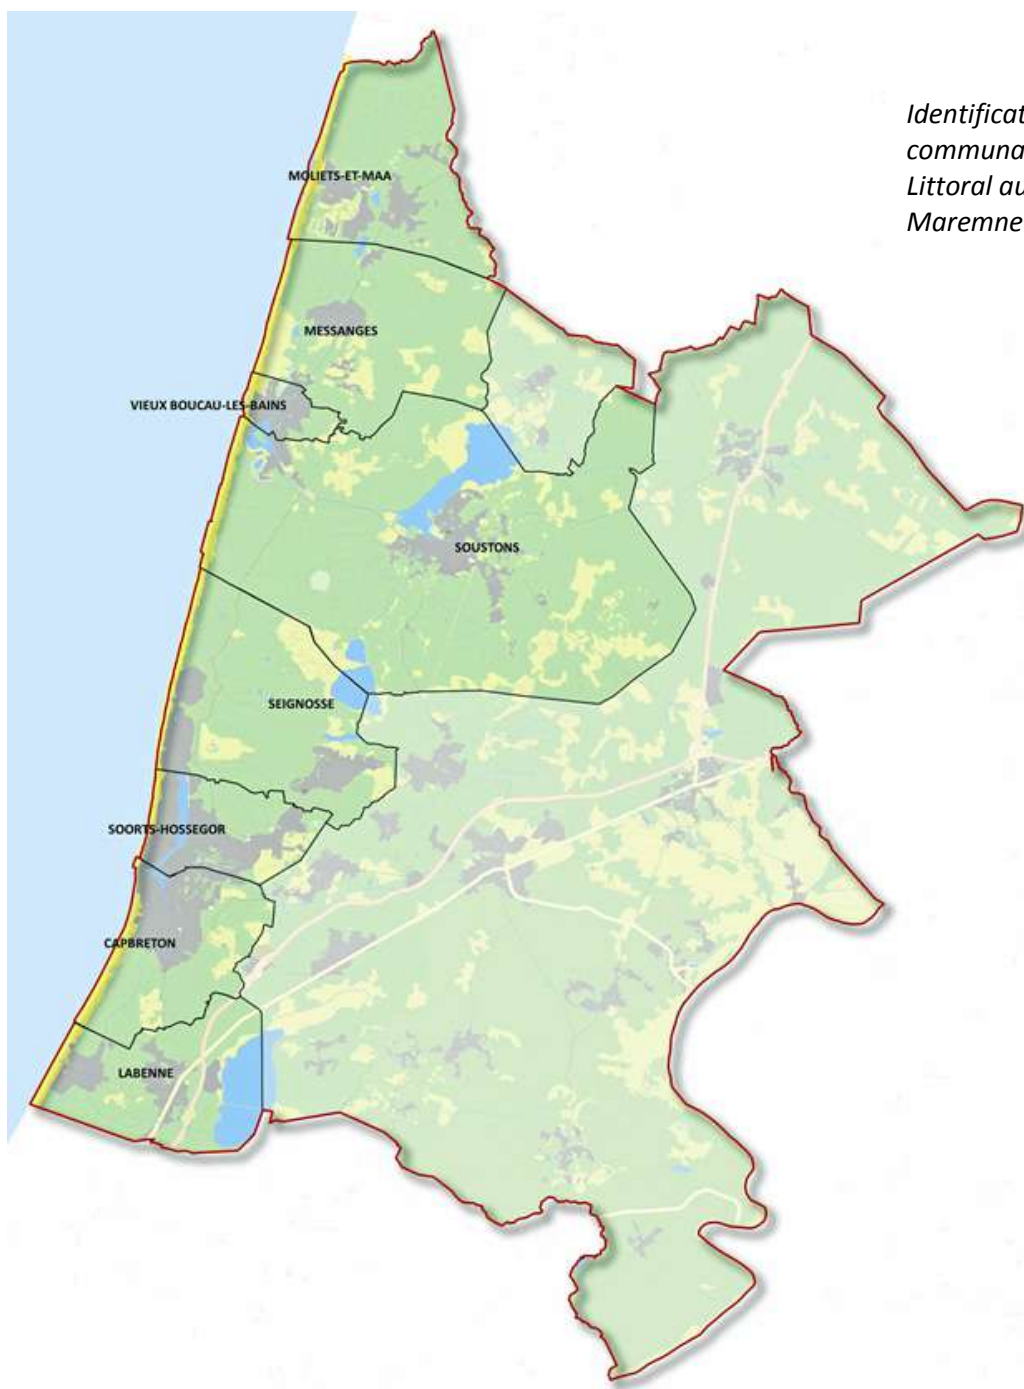 Identificat
communa
Littoral au
Maremne
MOLIETS-ET-MAA
MESSANGES
VIEUX BOUCAU-LES-BAINS
SOUSTONS
SEIGNOSSE
SOORTS-HOSSEGOR
CAPBRETON
LABENNE